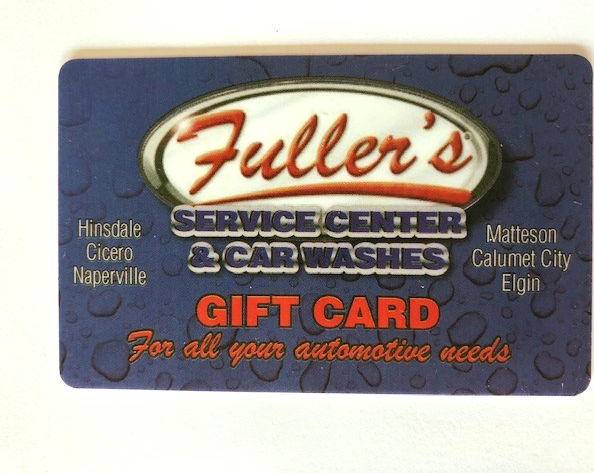 Fuller's
SERVICE CENTER
& CAR WASHES
Hinsdale
Cicero
Naperville
Matteson
Calumet City
Elgin
GIFT CARD
For all your automotive needs